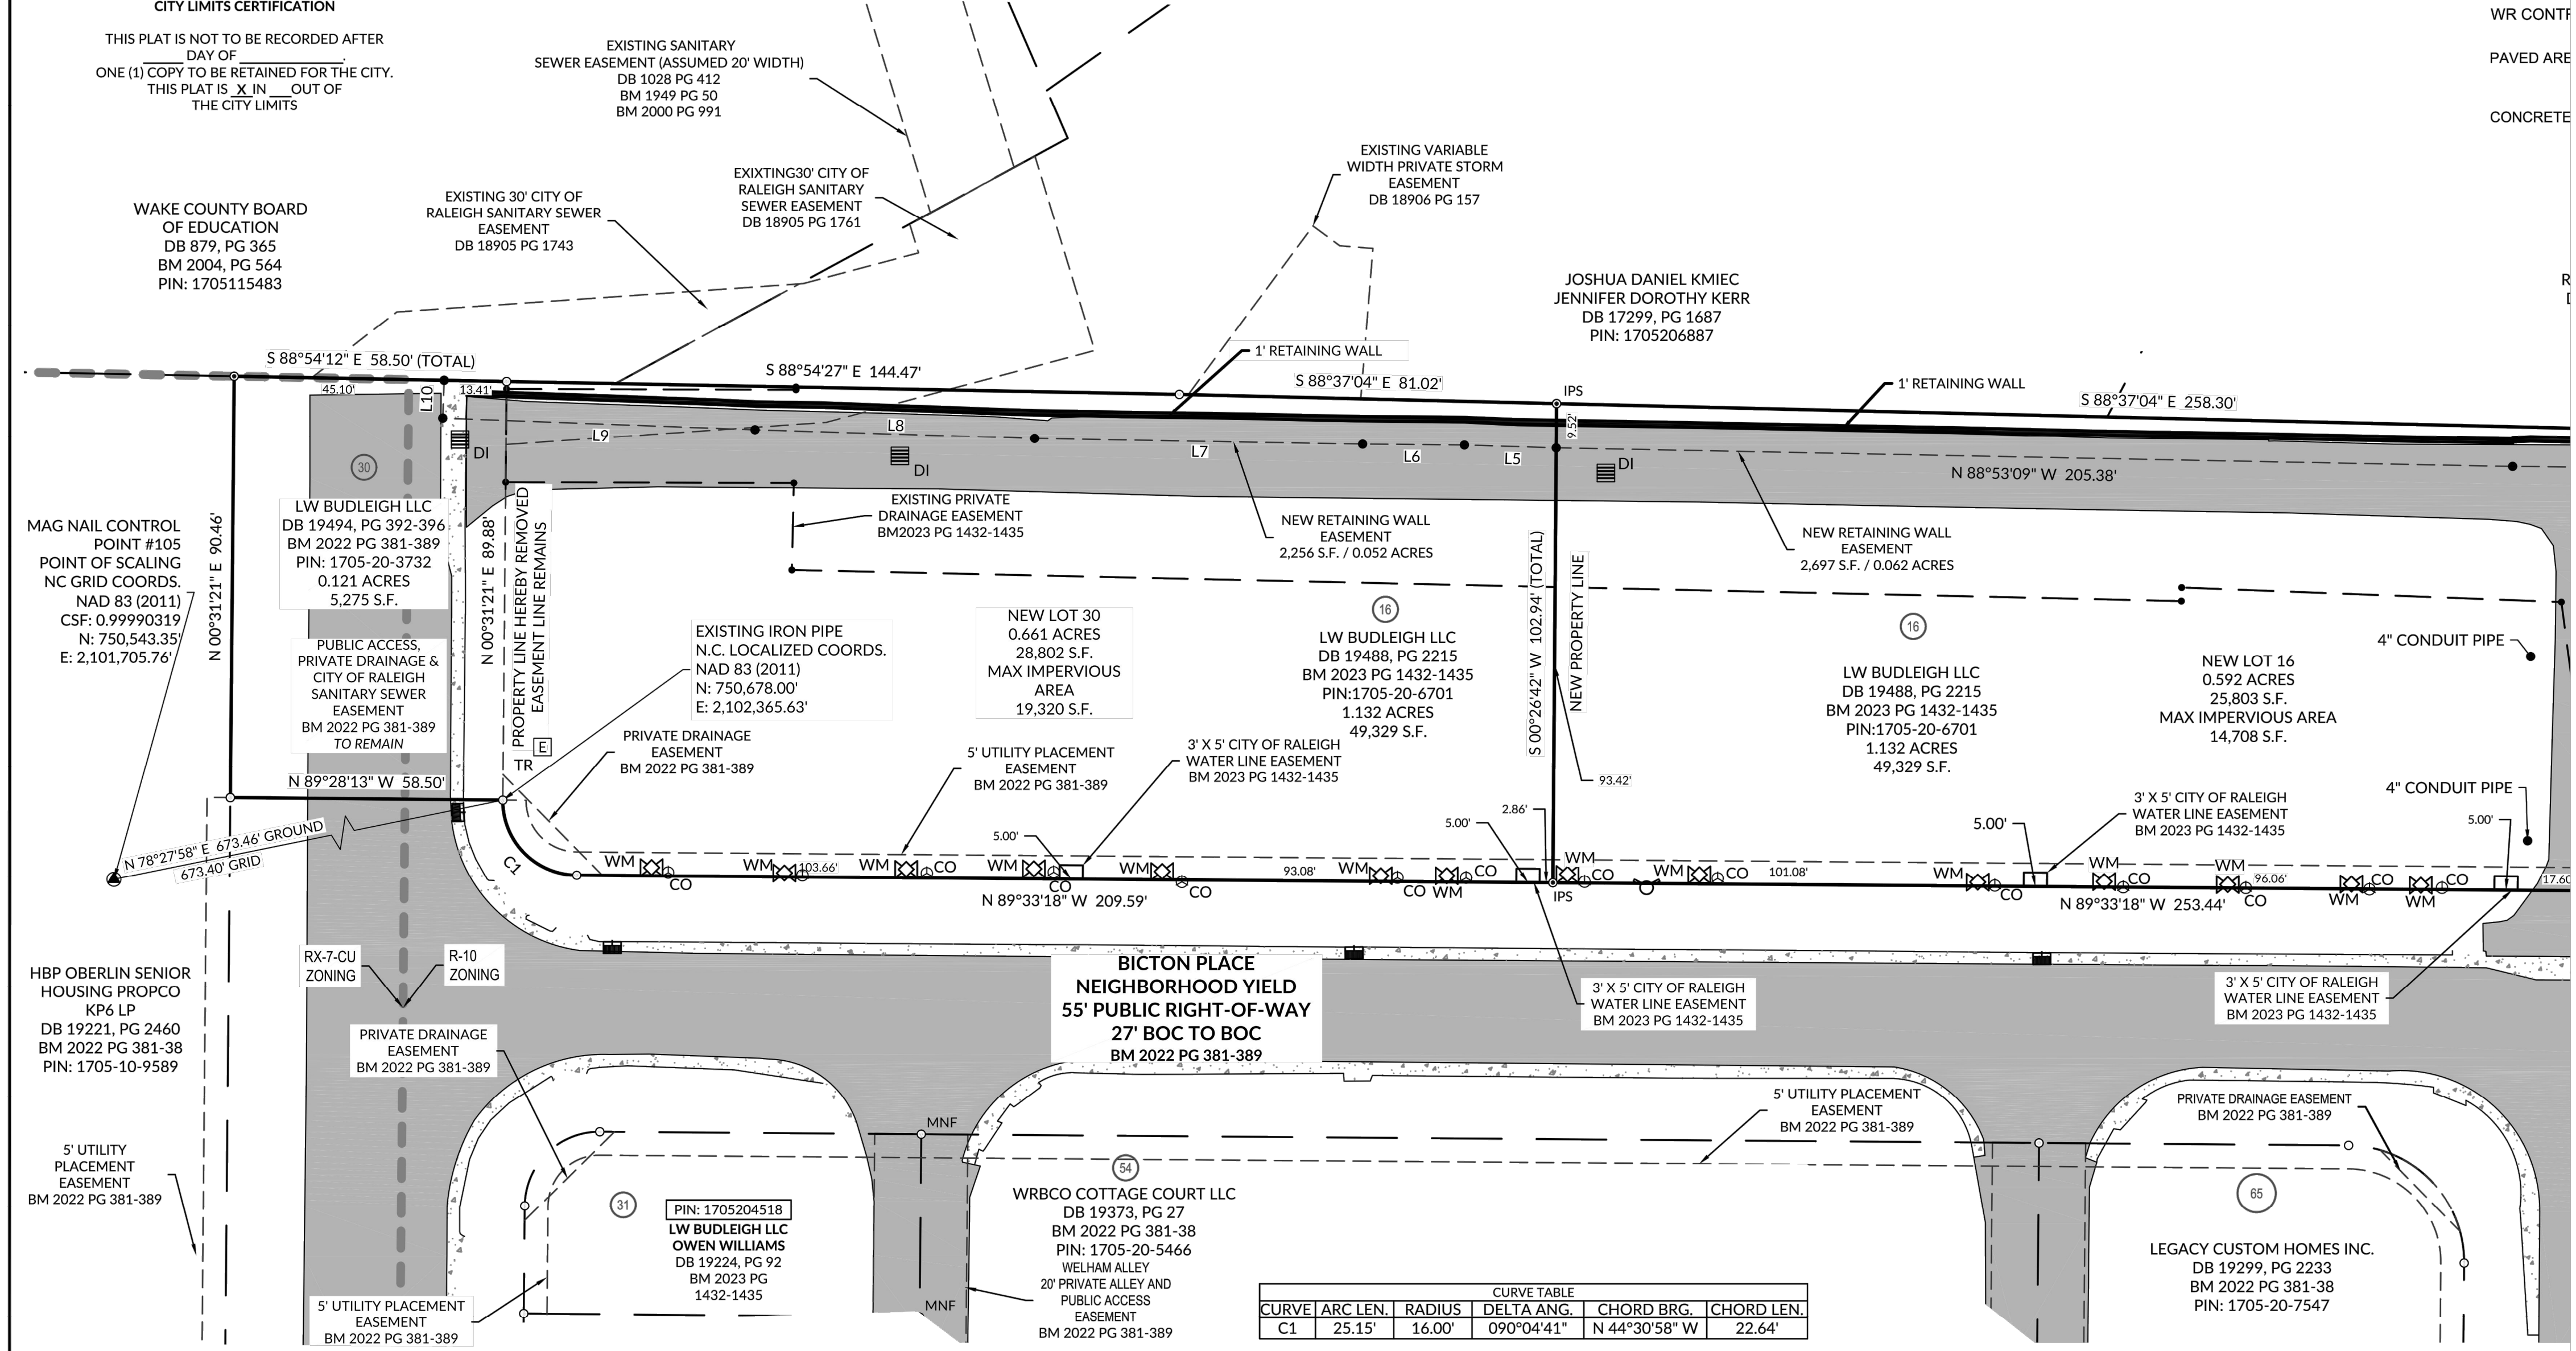 CITY LIMITS CERTIFICATION
THIS PLAT IS NOT TO BE RECORDED AFTER
_____ DAY OF _____________.
ONE (1) COPY TO BE RETAINED FOR THE CITY.
THIS PLAT IS _X_ IN ___OUT OF
THE CITY LIMITS
EXISTING SANITARY
SEWER EASEMENT (ASSUMED 20' WIDTH)
DB 1028 PG 412
BM 1949 PG 50
BM 2000 PG 991
WR CONT
PAVED ARE
CONCRETE
WAKE COUNTY BOARD
OF EDUCATION
DB 879, PG 365
BM 2004, PG 564
PIN: 1705115483
EXISTING 30' CITY OF
RALEIGH SANITARY SEWER
EASEMENT
DB 18905 PG 1743
EXIXTING30' CITY OF
RALEIGH SANITARY
SEWER EASEMENT
DB 18905 PG 1761
EXISTING VARIABLE
WIDTH PRIVATE STORM
EASEMENT
DB 18906 PG 157
JOSHUA DANIEL KMIEC
JENNIFER DOROTHY KERR
DB 17299, PG 1687
PIN: 1705206887
R
S 88°54'12" E 58.50' (TOTAL)
45.10'
L10
13.41'
S 88°54'27" E 144.47'
1' RETAINING WALL
S 88°37'04" E 81.02'
IPS
9.52'
1' RETAINING WALL
S 88°37'04" E 258.30'
L9
L8
L7
L6
L5
DI
DI
DI
N 88°53'09" W 205.38'
30
MAG NAIL CONTROL
POINT #105
POINT OF SCALING
NC GRID COORDS.
NAD 83 (2011)
CSF: 0.99990319
N: 750,543.35'
E: 2,101,705.76'
N 00°31'21" E 90.46'
LW BUDLEIGH LLC
DB 19494, PG 392-396
BM 2022 PG 381-389
PIN: 1705-20-3732
0.121 ACRES
5,275 S.F.
PUBLIC ACCESS,
PRIVATE DRAINAGE &
CITY OF RALEIGH
SANITARY SEWER
EASEMENT
BM 2022 PG 381-389
TO REMAIN
N 00°31'21" E 89.88'
PROPERTY LINE HEREBY REMOVED
EASEMENT LINE REMAINS
E
TR
EXISTING PRIVATE
DRAINAGE EASEMENT
BM2023 PG 1432-1435
NEW RETAINING WALL
EASEMENT
2,256 S.F. / 0.052 ACRES
NEW RETAINING WALL
EASEMENT
2,697 S.F. / 0.062 ACRES
EXISTING IRON PIPE
N.C. LOCALIZED COORDS.
NAD 83 (2011)
N: 750,678.00'
E: 2,102,365.63'
NEW LOT 30
0.661 ACRES
28,802 S.F.
MAX IMPERVIOUS
AREA
19,320 S.F.
16
LW BUDLEIGH LLC
DB 19488, PG 2215
BM 2023 PG 1432-1435
PIN:1705-20-6701
1.132 ACRES
49,329 S.F.
S 00°26'42" W 102.94' (TOTAL)
NEW PROPERTY LINE
93.42'
16
LW BUDLEIGH LLC
DB 19488, PG 2215
BM 2023 PG 1432-1435
PIN:1705-20-6701
1.132 ACRES
49,329 S.F.
NEW LOT 16
0.592 ACRES
25,803 S.F.
MAX IMPERVIOUS AREA
14,708 S.F.
4" CONDUIT PIPE
4" CONDUIT PIPE
PRIVATE DRAINAGE
EASEMENT
BM 2022 PG 381-389
5' UTILITY PLACEMENT
EASEMENT
BM 2022 PG 381-389
3' X 5' CITY OF RALEIGH
WATER LINE EASEMENT
BM 2023 PG 1432-1435
3' X 5' CITY OF RALEIGH
WATER LINE EASEMENT
BM 2023 PG 1432-1435
N 89°28'13" W 58.50'
N 78°27'58" E 673.46' GROUND
673.40' GRID
C1
5.00'
5.00'
2.86'
5.00'
5.00'
WM
CO
WM
103.66'
WM
CO
WM
CO
WM
CO
93.08'
WM
CO
WM
CO
WM
CO
IPS
WM
CO
101.08'
WM
CO
WM
CO
WM
CO
96.06'
WM
CO
WM
CO
17.60
N 89°33'18" W 209.59'
N 89°33'18" W 253.44'
HBP OBERLIN SENIOR
HOUSING PROPCO
KP6 LP
DB 19221, PG 2460
BM 2022 PG 381-38
PIN: 1705-10-9589
RX-7-CU
ZONING
R-10
ZONING
BICTON PLACE
NEIGHBORHOOD YIELD
55' PUBLIC RIGHT-OF-WAY
27' BOC TO BOC
BM 2022 PG 381-389
3' X 5' CITY OF RALEIGH
WATER LINE EASEMENT
BM 2023 PG 1432-1435
3' X 5' CITY OF RALEIGH
WATER LINE EASEMENT
BM 2023 PG 1432-1435
PRIVATE DRAINAGE
EASEMENT
BM 2022 PG 381-389
5' UTILITY PLACEMENT
EASEMENT
BM 2022 PG 381-389
PRIVATE DRAINAGE EASEMENT
BM 2022 PG 381-389
5' UTILITY
PLACEMENT
EASEMENT
BM 2022 PG 381-389
MNF
MNF
31
PIN: 1705204518
LW BUDLEIGH LLC
OWEN WILLIAMS
DB 19224, PG 92
BM 2023 PG
1432-1435
54
WRBCO COTTAGE COURT LLC
DB 19373, PG 27
BM 2022 PG 381-38
PIN: 1705-20-5466
WELHAM ALLEY
20' PRIVATE ALLEY AND
PUBLIC ACCESS
EASEMENT
BM 2022 PG 381-389
65
LEGACY CUSTOM HOMES INC.
DB 19299, PG 2233
BM 2022 PG 381-38
PIN: 1705-20-7547
5' UTILITY PLACEMENT
EASEMENT
BM 2022 PG 381-389
CURVE TABLE
CURVE ARC LEN. RADIUS DELTA ANG. CHORD BRG. CHORD LEN.
C1 25.15' 16.00' 090°04'41" N 44°30'58" W 22.64'